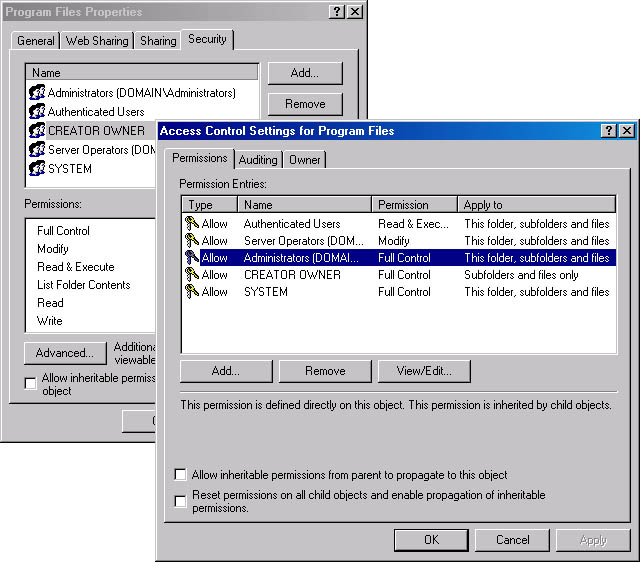 Program Files Properties
General Web Sharing Sharing Security
Name
Administrators (DOMAIN\Administrators)
Authenticated Users
CREATOR OWNER
Server Operators (DOM
SYSTEM
Add...
Remove
Permissions:
Full Control
Modify
Read & Execute
List Folder Contents
Read
Write
Advanced...
Additiona
viewable
Allow inheritable permiss
object
Access Control Settings for Program Files
Permissions Auditing Owner
Permission Entries:
Type Name Permission Apply to
Allow Authenticated Users Read & Exec... This folder, subfolders and files
Allow Server Operators (DOM... Modify This folder, subfolders and files
Allow Administrators (DOMAI... Full Control This folder, subfolders and files
Allow CREATOR OWNER Full Control Subfolders and files only
Allow SYSTEM Full Control This folder, subfolders and files
Add... Remove View/Edit...
This permission is defined directly on this object. This permission is inherited by child objects.
Allow inheritable permissions from parent to propagate to this object
Reset permissions on all child objects and enable propagation of inheritable
permissions.
OK Cancel Apply